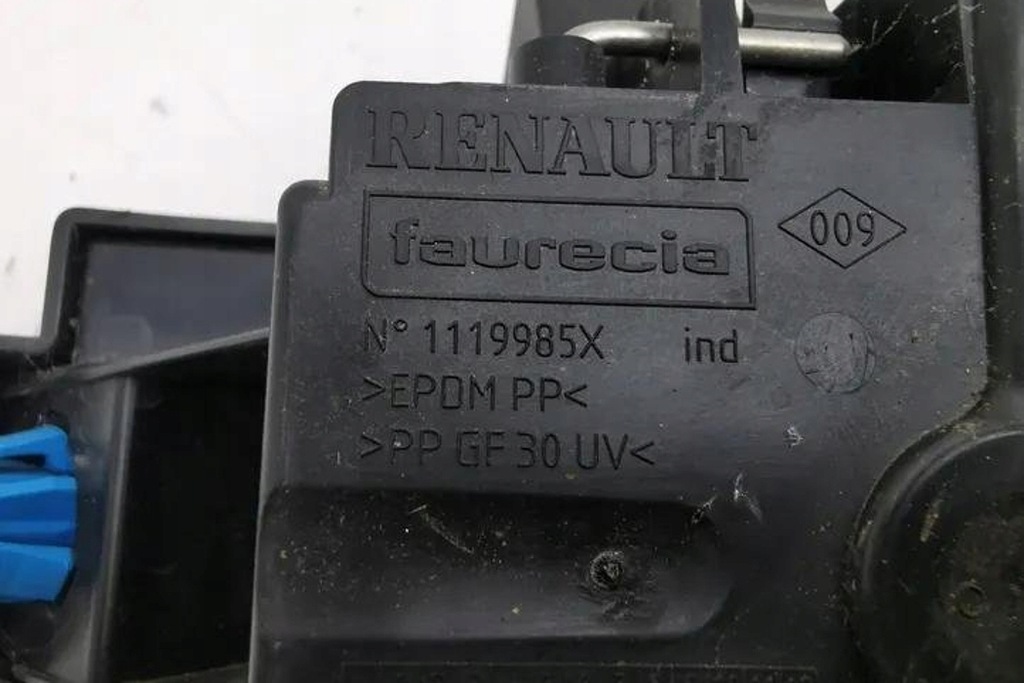 RENAULT
faurecia
009
N° 1119985X ind
>EPDM PP<
>PP GF 30 UV<